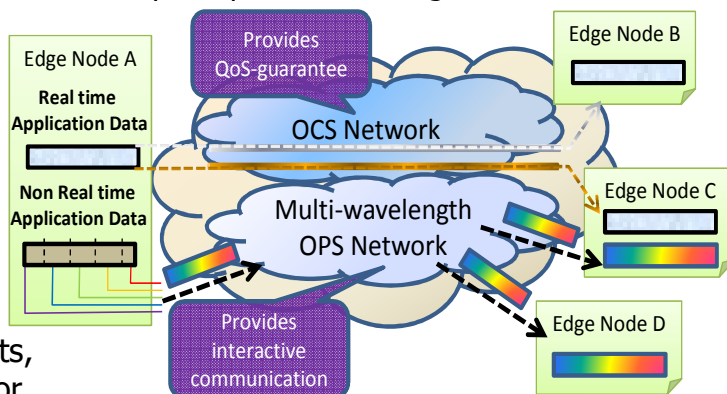 Edge Node A
Real time
Application Data
Non Real time
Application Data
Provides
QoS-guarantee
OCS Network
Multi-wavelength
OPS Network
Provides
interactive
communication
Edge Node B
Edge Node C
Edge Node D
ts,
or